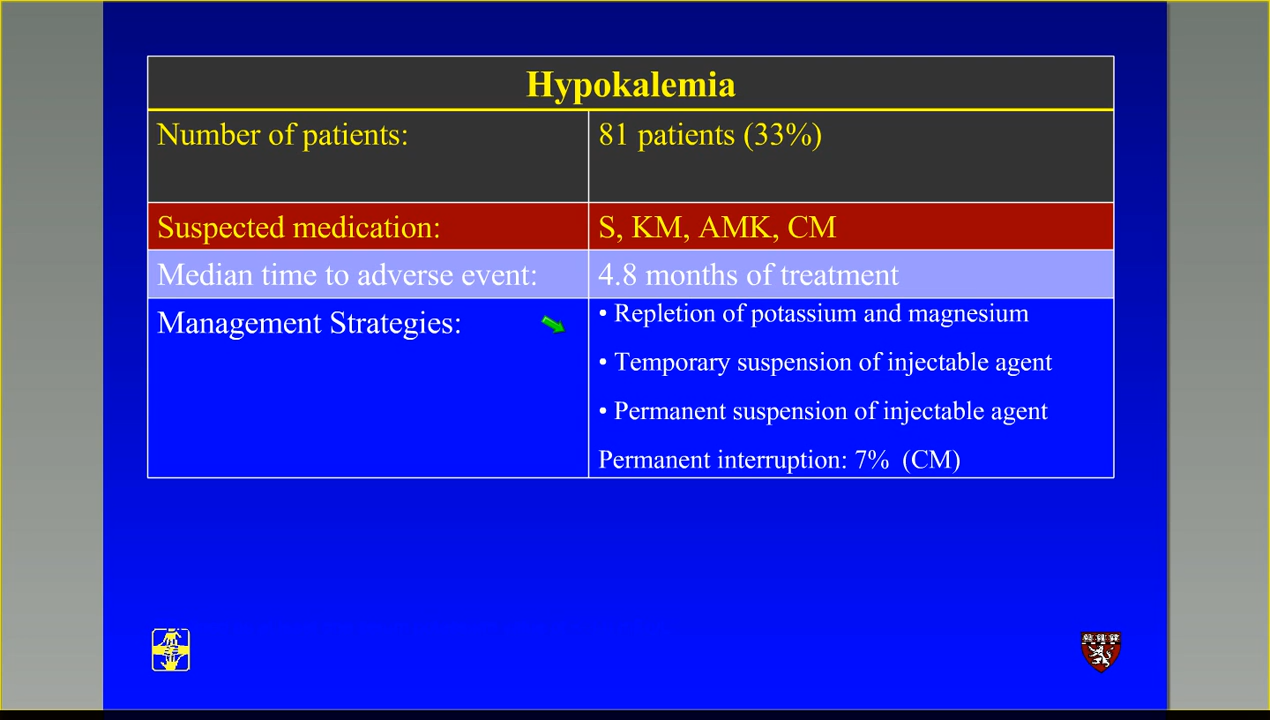 Hypokalemia
Number of patients: 81 patients (33%)
Suspected medication: S, KM, AMK, CM
Median time to adverse event: 4.8 months of treatment
Management Strategies:
• Repletion of potassium and magnesium
• Temporary suspension of injectable agent
• Permanent suspension of injectable agent
Permanent interruption: 7% (CM)